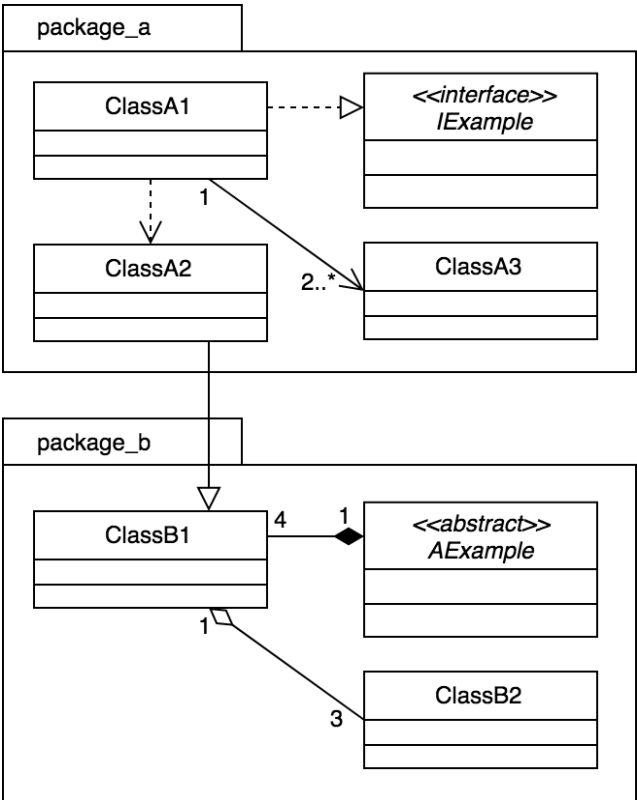 package_a
ClassA1
<<interface>>
IExample
1
ClassA2
2..*
ClassA3
package_b
ClassB1
4
1
<<abstract>>
AExample
1
ClassB2
3